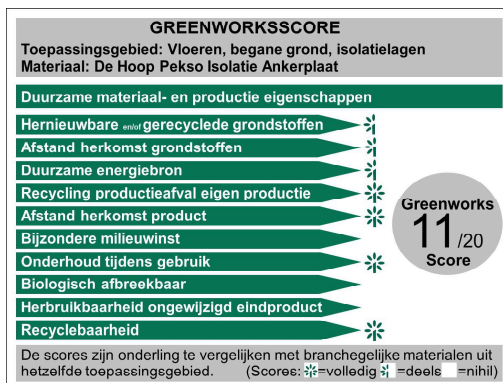 GREENWORKSSCORE
Toepassingsgebied: Vloeren, begane grond, isolatielagen
Materiaal: De Hoop Pekso Isolatie Ankerplaat
Duurzame materiaal- en productie eigenschappen
Hernieuwbare en/of gerecyclede grondstoffen
Afstand herkomst grondstoffen
Duurzame energiebron
Recycling productieafval eigen productie
Afstand herkomst product
Bijzondere milieuwinst
Onderhoud tijdens gebruik
Biologisch afbreekbaar
Herbruikbaarheid ongewijzigd eindproduct
Recyclebaarheid
Greenworks
11/20
Score
De scores zijn onderling te vergelijken met branchegelijke materialen uit
hetzelfde toepassingsgebied. (Scores: =volledig =deels =nihil)